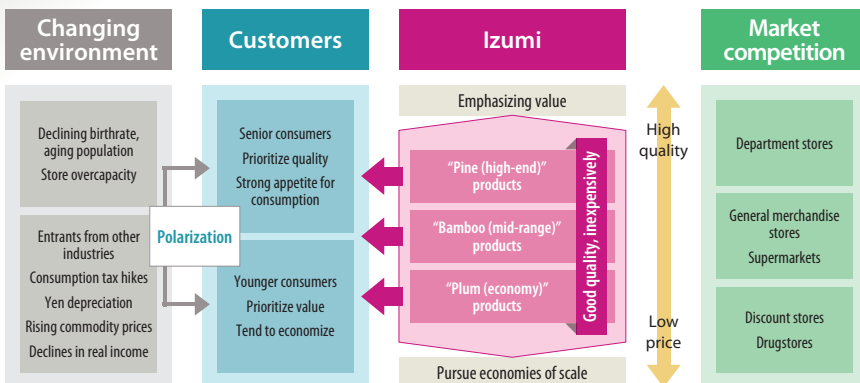 Changing
environment
Customers
Izumi
Market
competition
Declining birthrate,
aging population
Store overcapacity
Entrants from other
industries
Consumption tax hikes
Yen depreciation
Rising commodity prices
Declines in real income
Polarization
Senior consumers
Prioritize quality
Strong appetite for
consumption
Younger consumers
Prioritize value
Tend to economize
Emphasizing value
“Pine (high-end)”
products
“Bamboo (mid-range)”
products
“Plum (economy)”
products
Good quality, inexpensively
Pursue economies of scale
High
quality
Low
price
Department stores
General merchandise
stores
Supermarkets
Discount stores
Drugstores